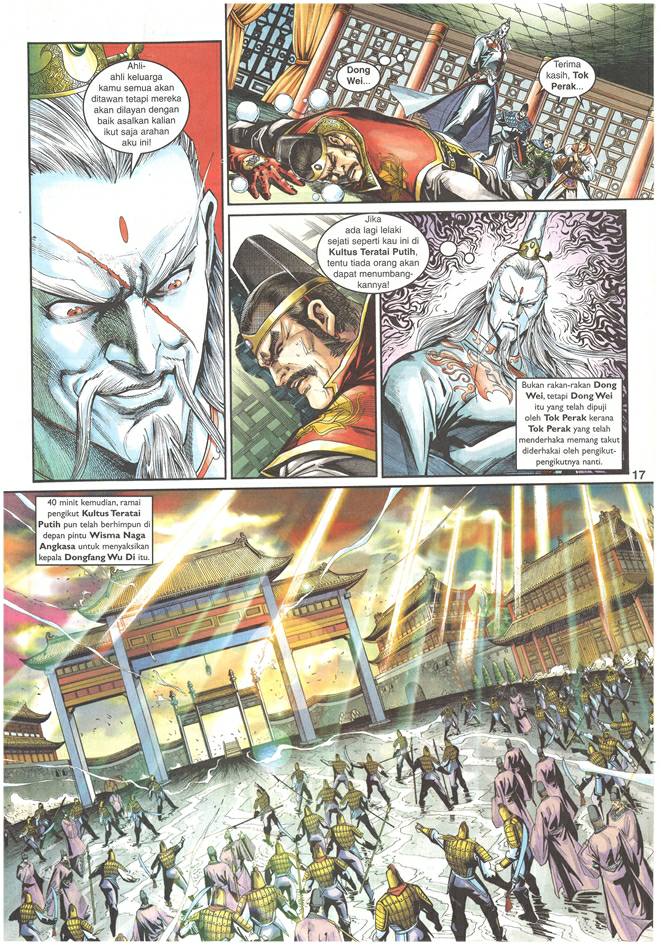 Ahli-
ahli keluarga
kamu semua akan
ditawan tetapi mereka
akan dilayan dengan
baik asalkan kalian
ikut saja arahan
aku ini!
Dong
Wei...
Terima
kasih, Tok
Perak...
Jika
ada lagi lelaki
sejati seperti kau ini di
Kultus Teratai Putih,
tentu tiada orang akan
dapat menumbang-
kannya!
Bukan rakan-rakan Dong
Wei, tetapi Dong Wei
itu yang telah dipuji
oleh Tok Perak kerana
Tok Perak yang telah
menderhaka memang takut
diderhakai oleh pengikut-
pengikutnya nanti.
17
40 minit kemudian, ramai
pengikut Kultus Teratai
Putih pun telah berhimpun di
depan pintu Wisma Naga
Angkasa untuk menyaksikan
kepala Dongfang Wu Di itu.